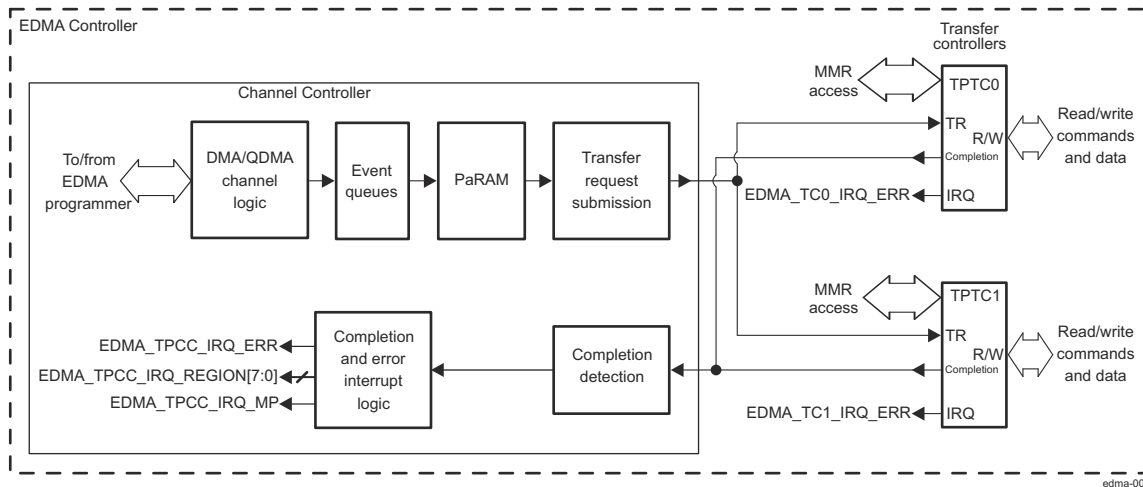 EDMA Controller
Transfer
controllers
MMR
access
TPTC0
TR
R/W
Completion
IRQ
Read/write
commands
and data
EDMA_TC0_IRQ_ERR
Channel Controller
To/from
EDMA
programmer
DMA/QDMA
channel
logic
Event
queues
PaRAM
Transfer
request
submission
MMR
access
TPTC1
TR
R/W
Completion
IRQ
Read/write
commands
and data
EDMA_TC1_IRQ_ERR
EDMA_TPCC_IRQ_ERR
EDMA_TPCC_IRQ_REGION[7:0]
EDMA_TPCC_IRQ_MP
Completion
and error
interrupt
logic
Completion
detection